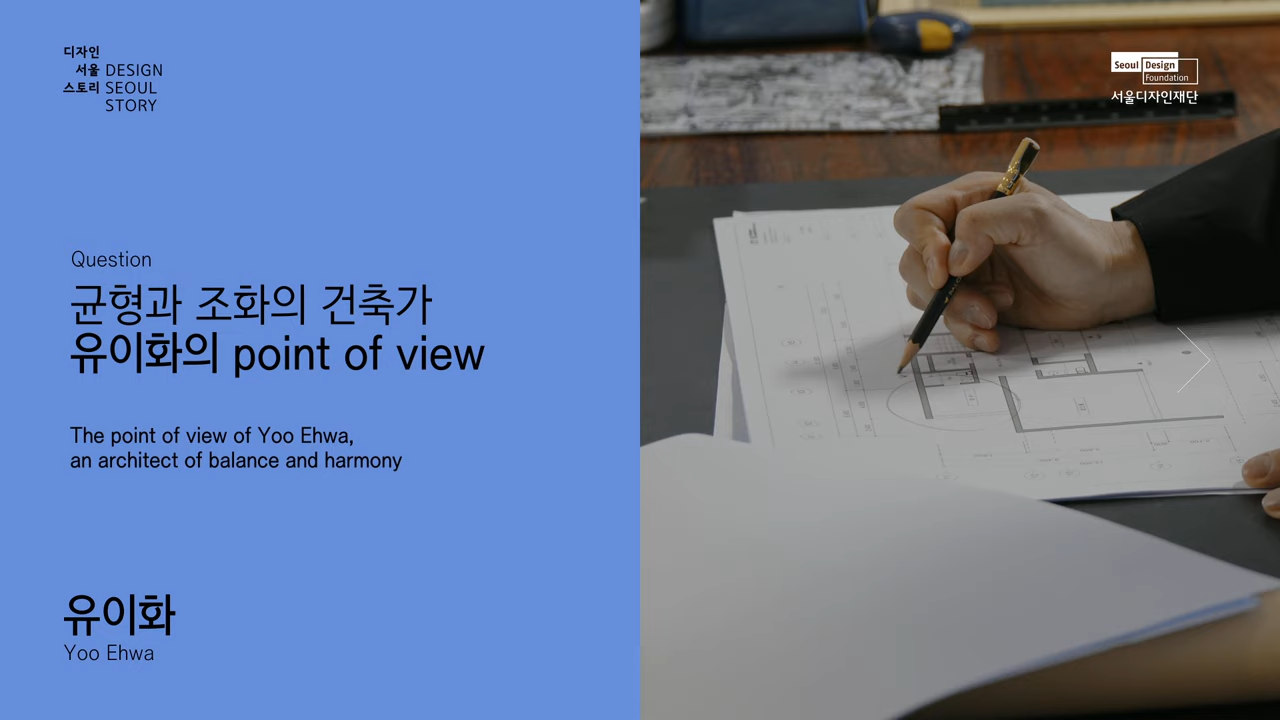 디자인
서울 DESIGN
스토리 SEOUL
STORY
Seoul Design
Foundation
서울디자인재단
Question
균형과 조화의 건축가
유이화의 point of view
The point of view of Yoo Ehwa,
an architect of balance and harmony
유이화
Yoo Ehwa